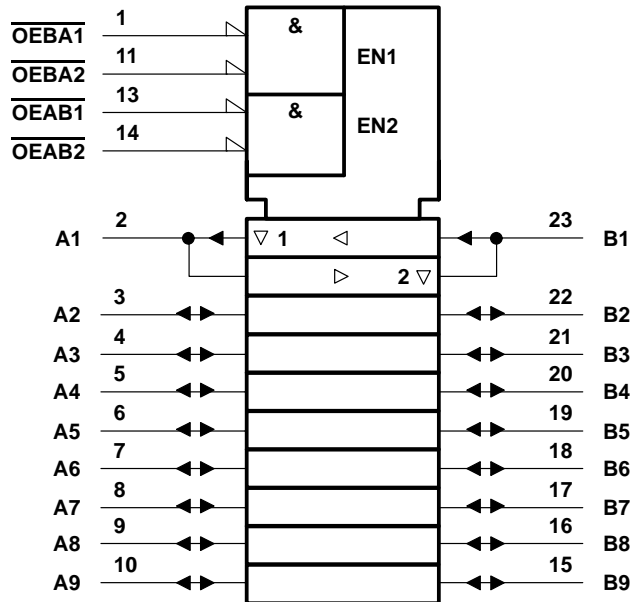 OEBA1 1 &
OEBA2 11 EN1
OEAB1 13 &
OEAB2 14 EN2
A1 2 1 23 B1
2
A2 3 22 B2
A3 4 21 B3
A4 5 20 B4
A5 6 19 B5
A6 7 18 B6
A7 8 17 B7
A8 9 16 B8
A9 10 15 B9